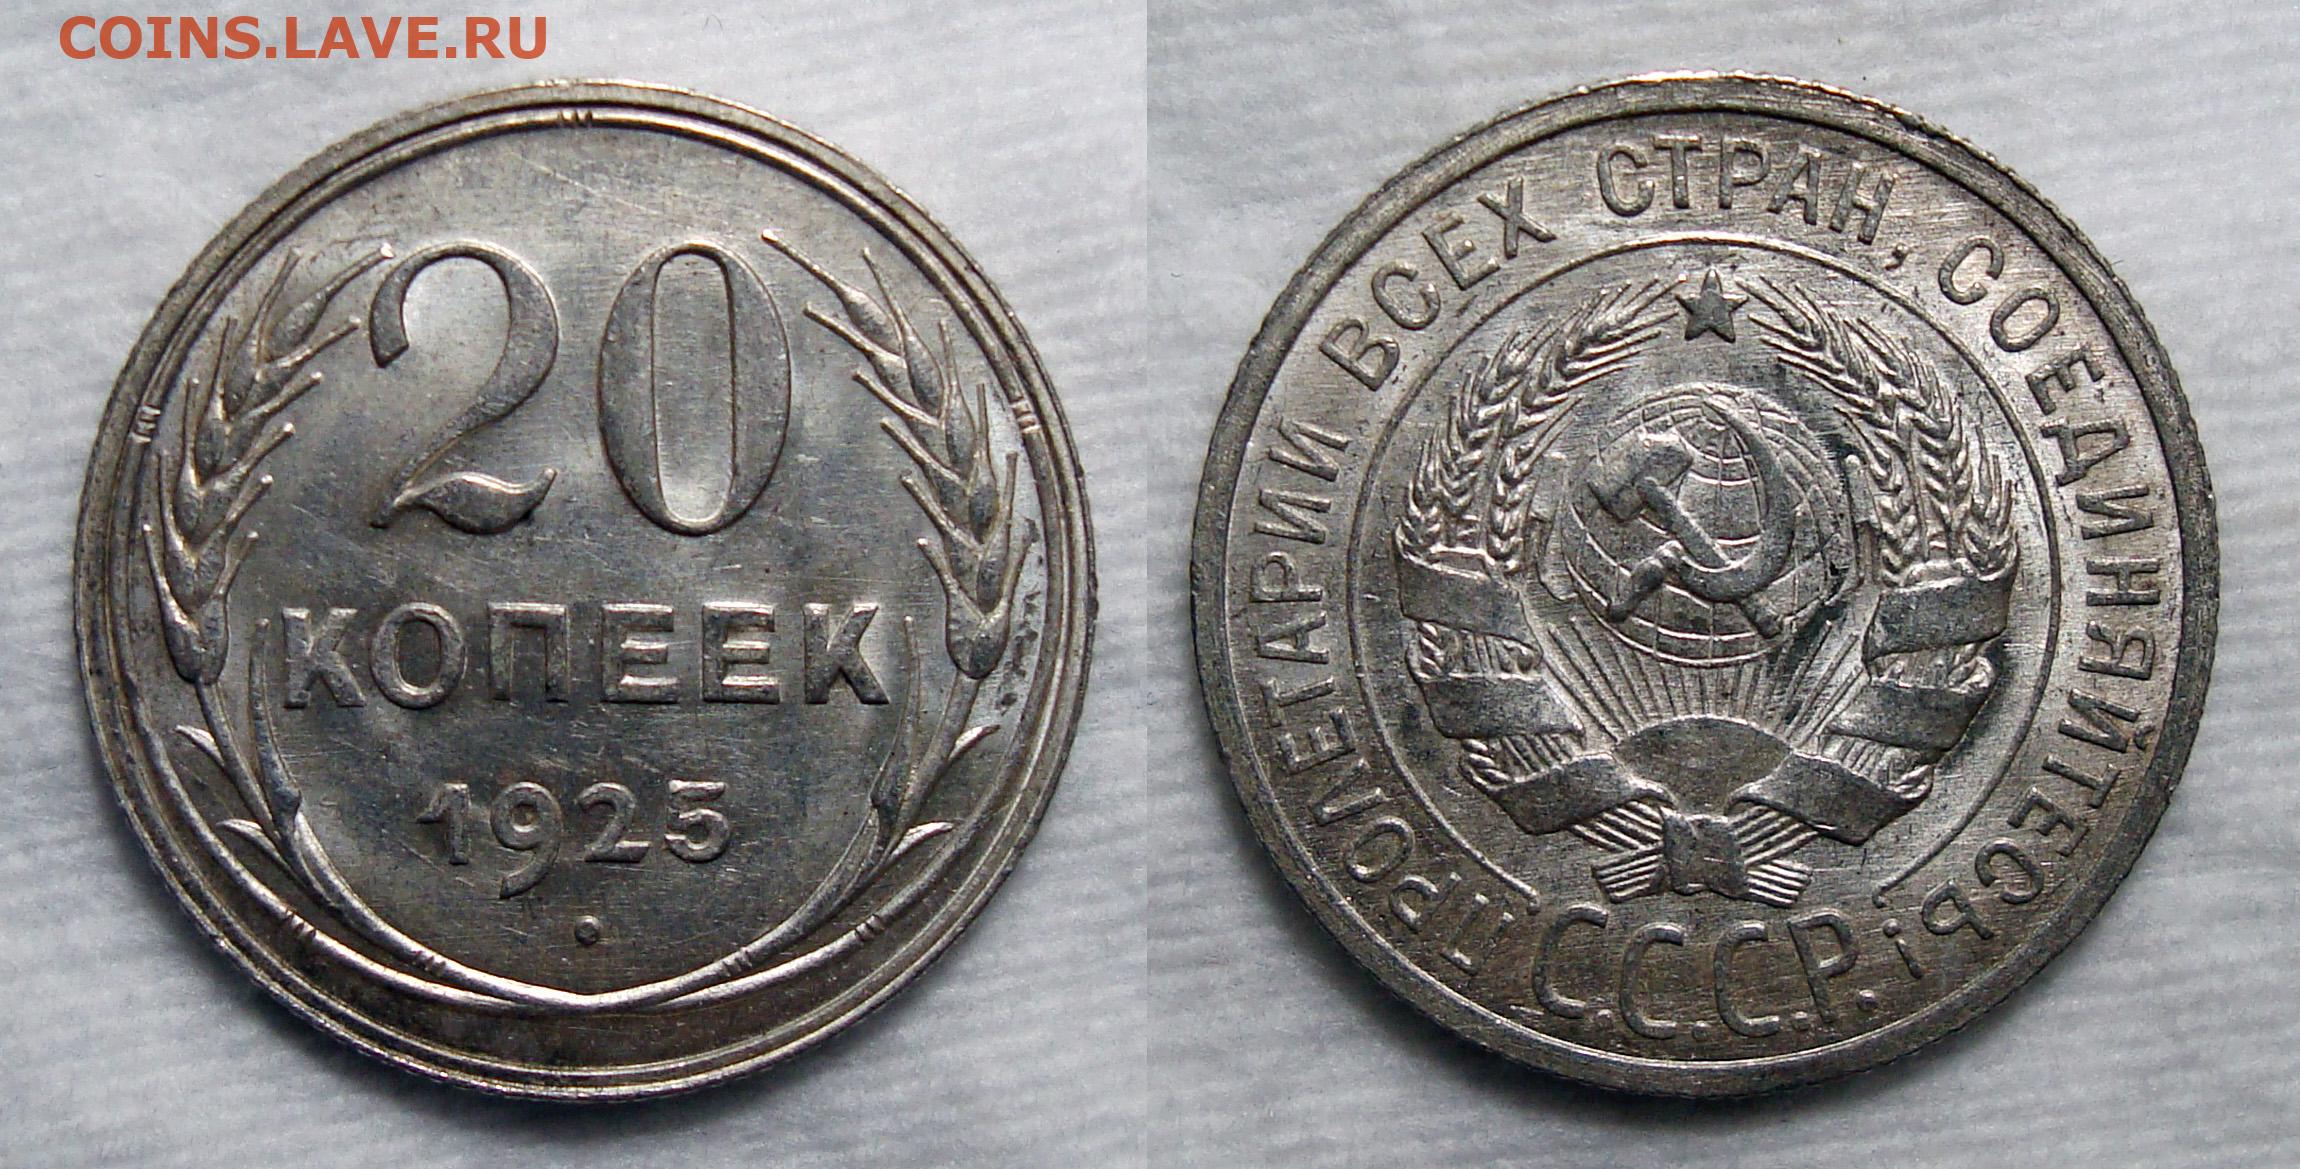 COINS.LAVE.RU
20
КОПЕЕК
1925
ПРОЛЕТАРИИ ВСЕХ СТРАН, СОЕДИНЯЙТЕСЬ!
С.С.С.Р.